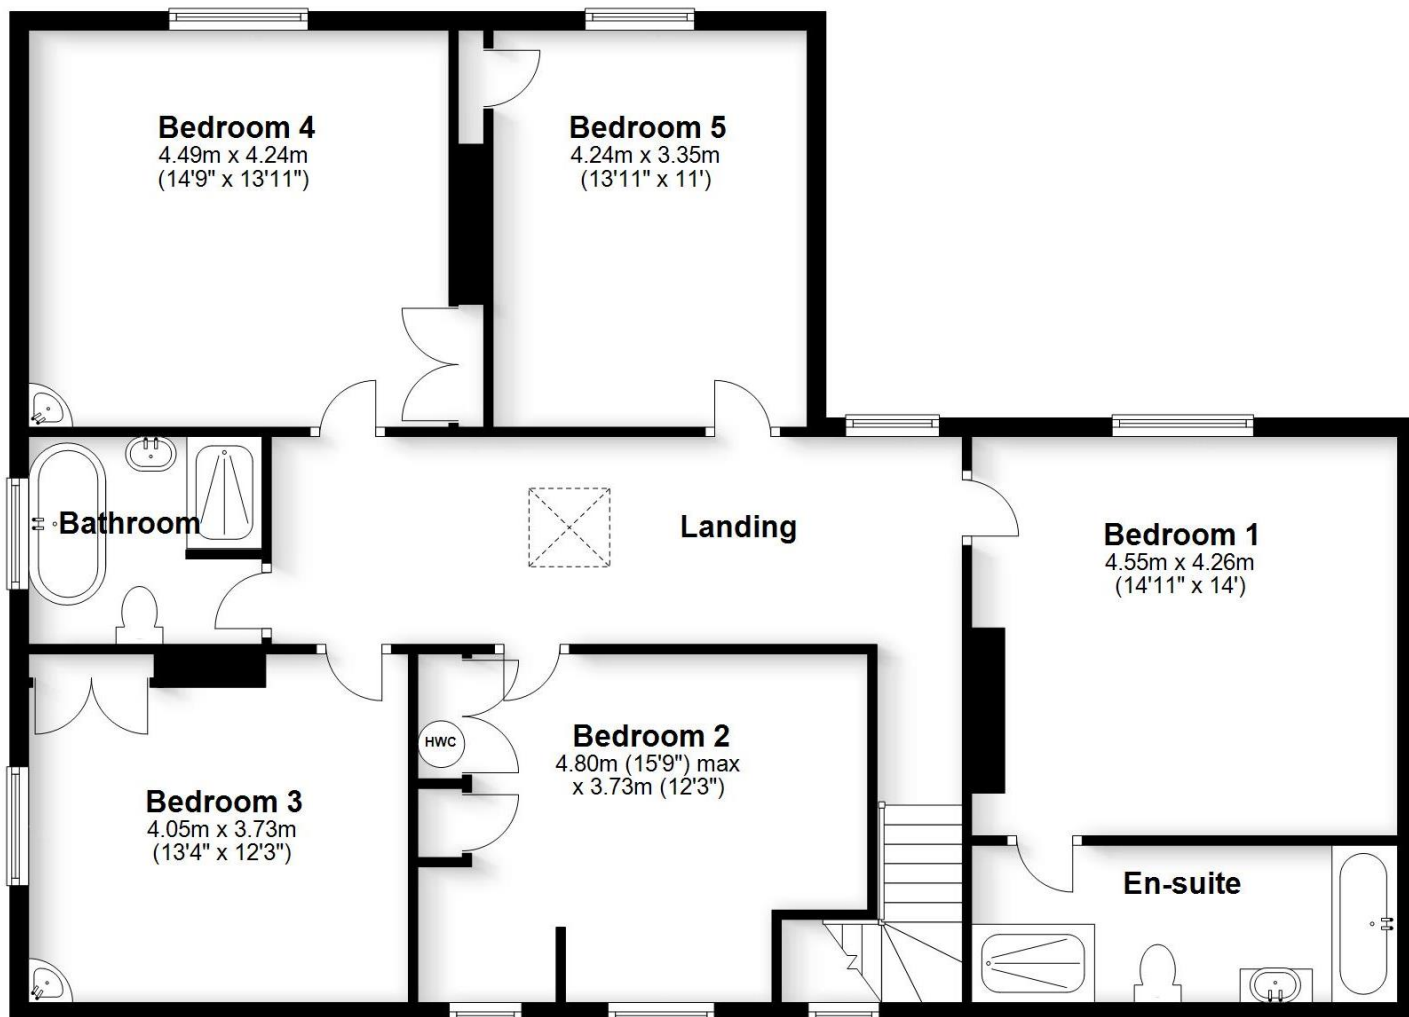 Bedroom 4
4.49m x 4.24m
(14'9" x 13'11")
Bedroom 5
4.24m x 3.35m
(13'11" x 11')
Bathroom
Landing
Bedroom 1
4.55m x 4.26m
(14'11" x 14')
HWC
Bedroom 2
4.80m (15'9") max
x 3.73m (12'3")
Bedroom 3
4.05m x 3.73m
(13'4" x 12'3")
En-suite